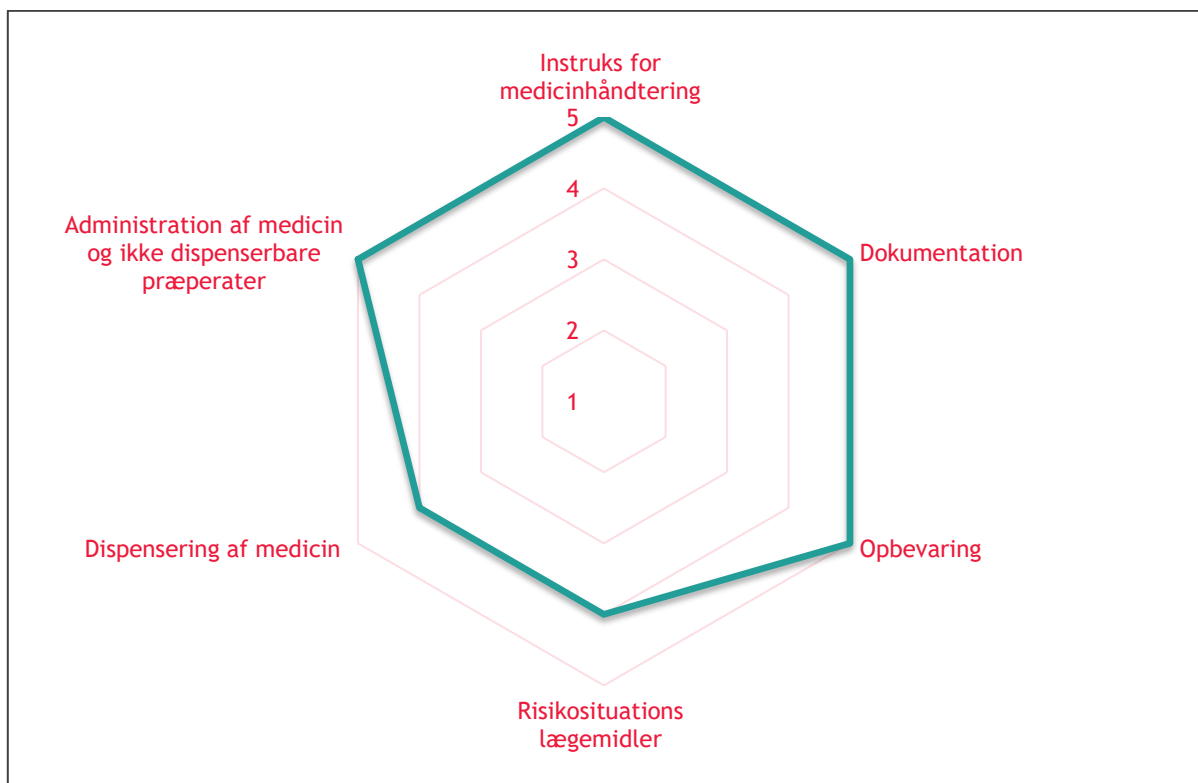 Instruks for
medicinhåndtering
5
4
3
2
1
Dokumentation
Opbevaring
Risikosituations
lægemidler
Dispensering af medicin
Administration af medicin
og ikke dispenserbare
præperater